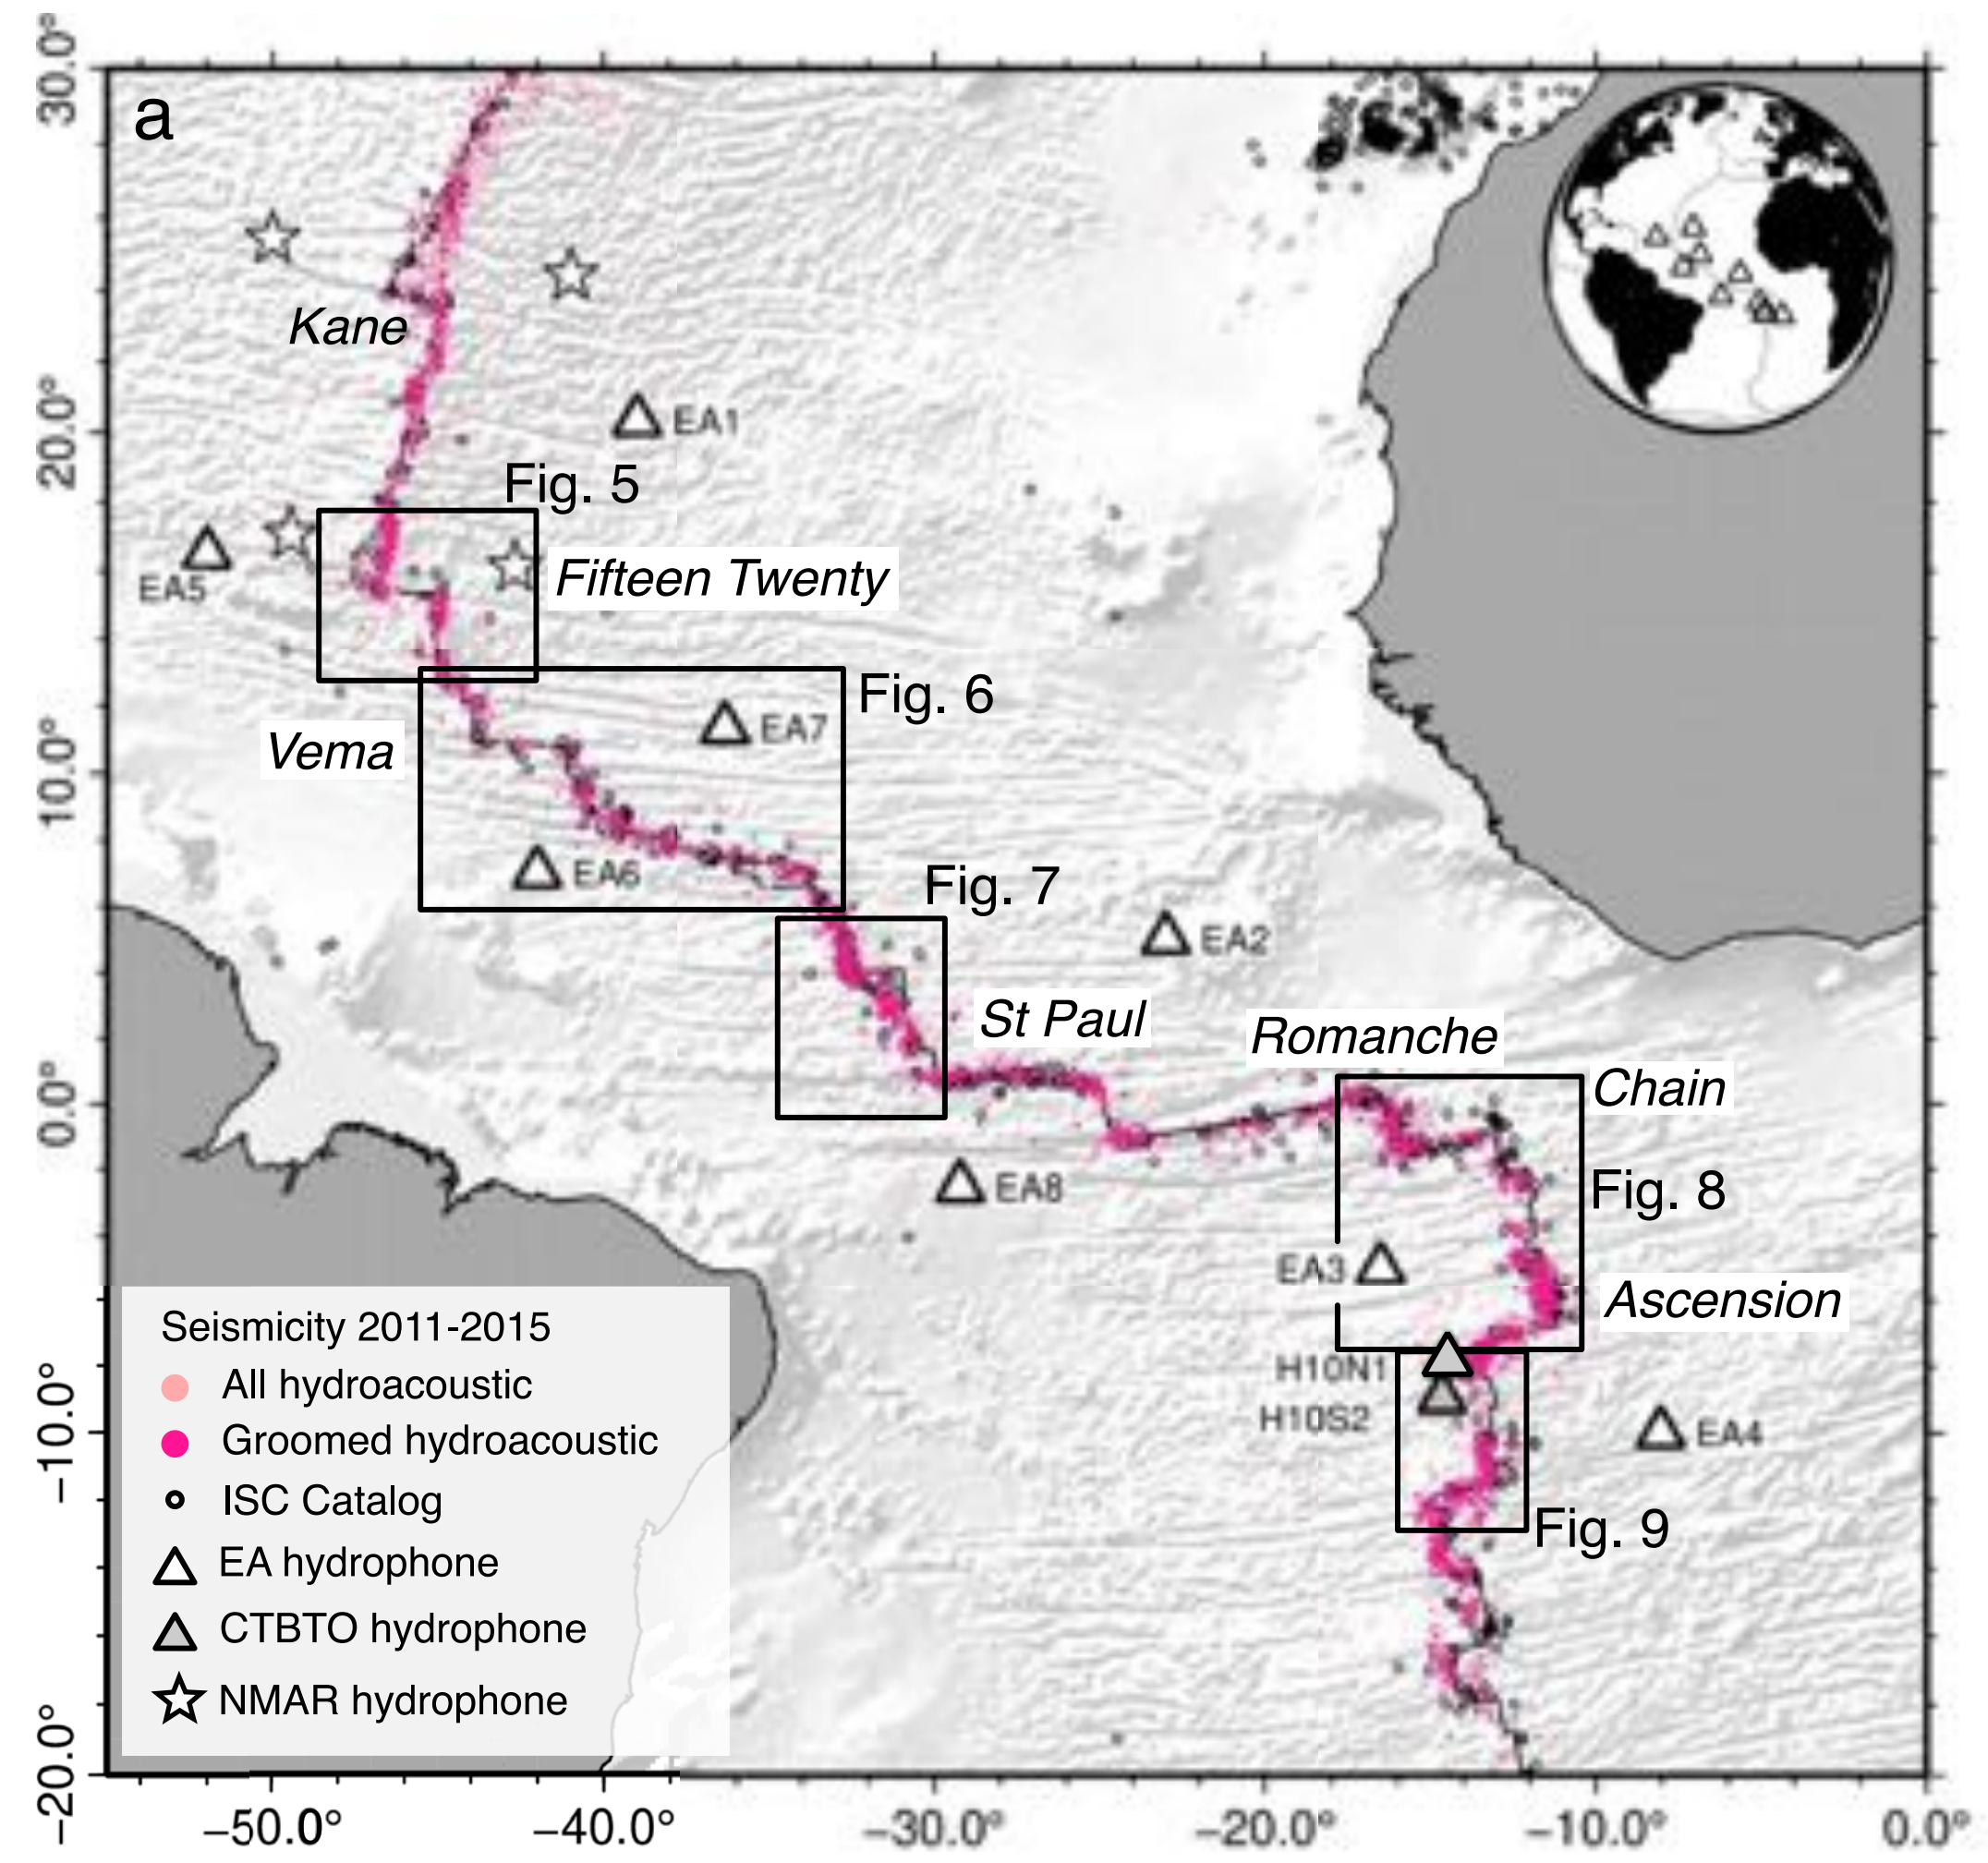 a
30.0°
20.0°
10.0°
0.0°
−10.0°
−20.0°
Kane
EA1
Fig. 5
EA5
Fifteen Twenty
Fig. 6
EA7
Vema
EA6
Fig. 7
EA2
St Paul
Romanche
Chain
EA8
Fig. 8
EA3
Ascension
H10N1
H10S2
EA4
Fig. 9
Seismicity 2011-2015
All hydroacoustic
Groomed hydroacoustic
ISC Catalog
EA hydrophone
CTBTO hydrophone
NMAR hydrophone
−50.0°
−40.0°
−30.0°
−20.0°
−10.0°
0.0°